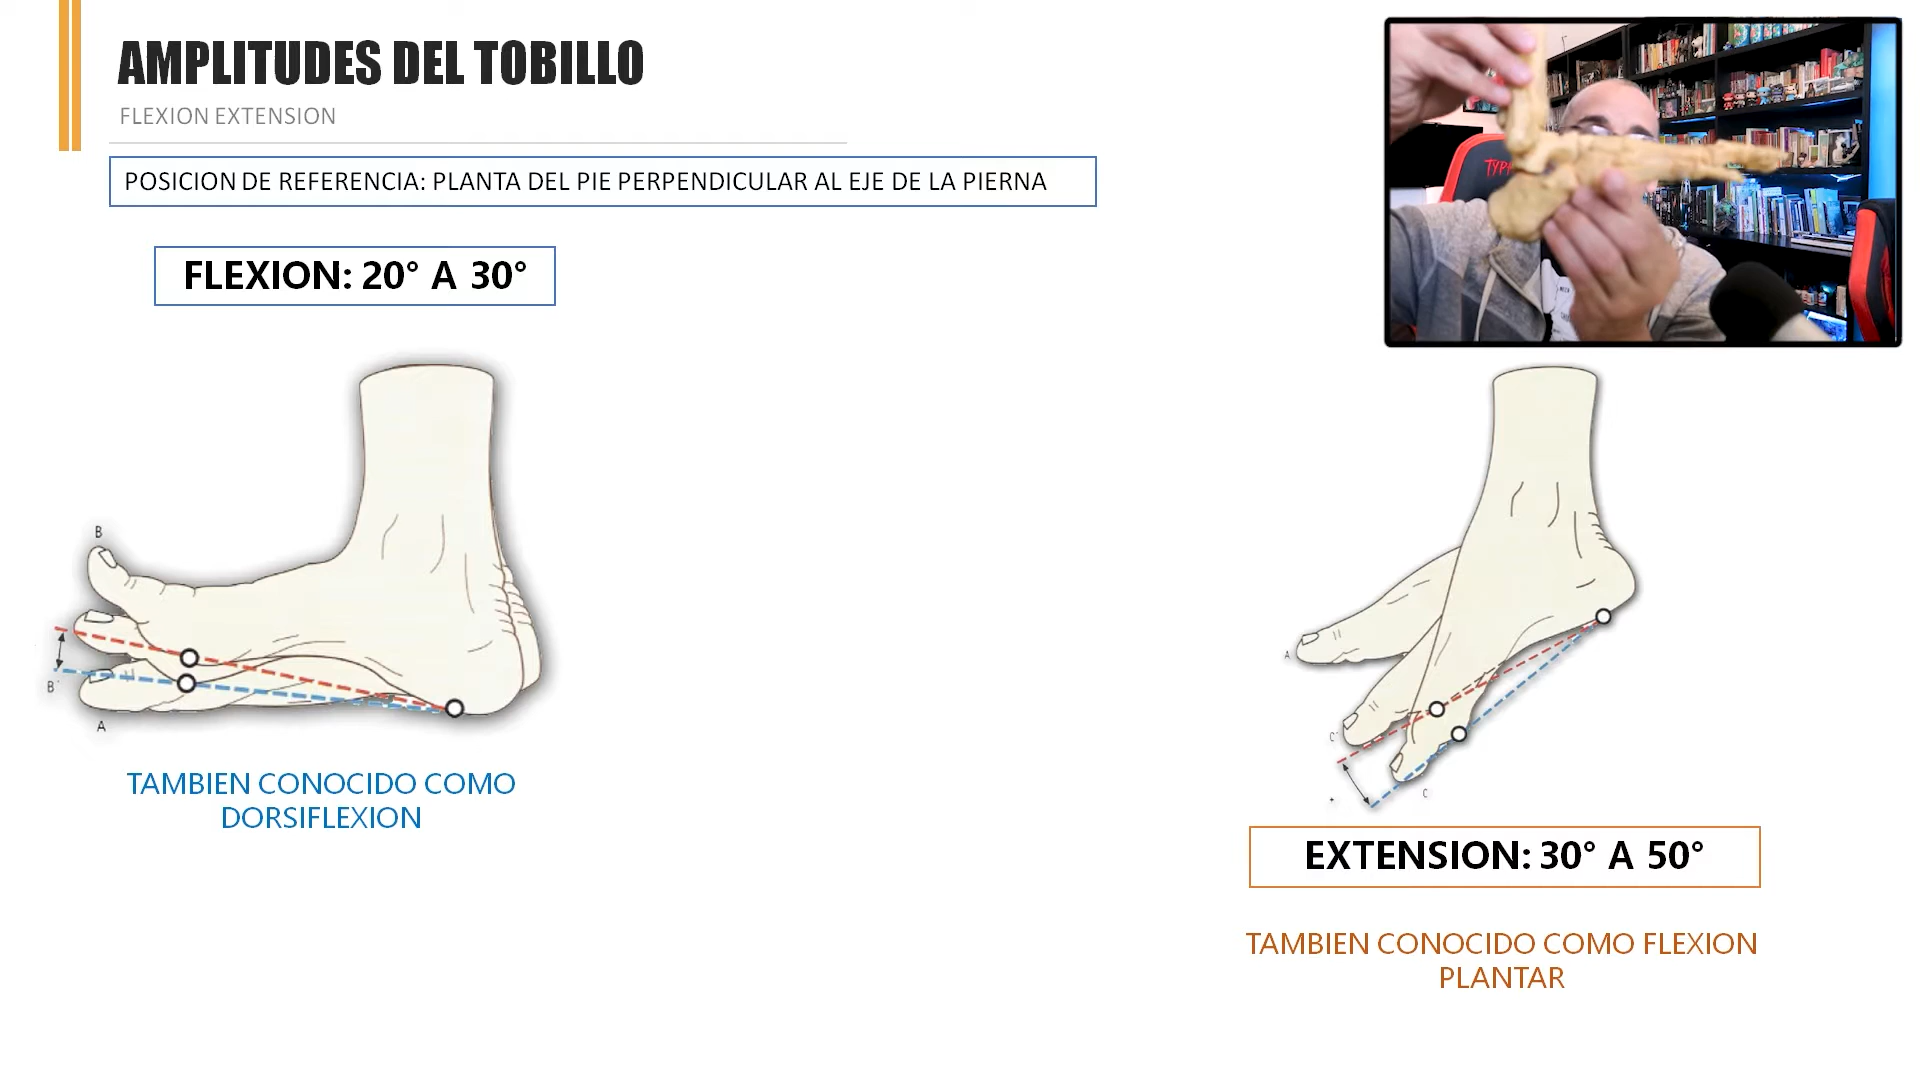 AMPLITUDES DEL TOBILLO
FLEXION EXTENSION
POSICION DE REFERENCIA: PLANTA DEL PIE PERPENDICULAR AL EJE DE LA PIERNA
FLEXION: 20° A 30°
B
B´
A
TAMBIEN CONOCIDO COMO
DORSIFLEXION
A
C´
C
EXTENSION: 30° A 50°
TAMBIEN CONOCIDO COMO FLEXION
PLANTAR